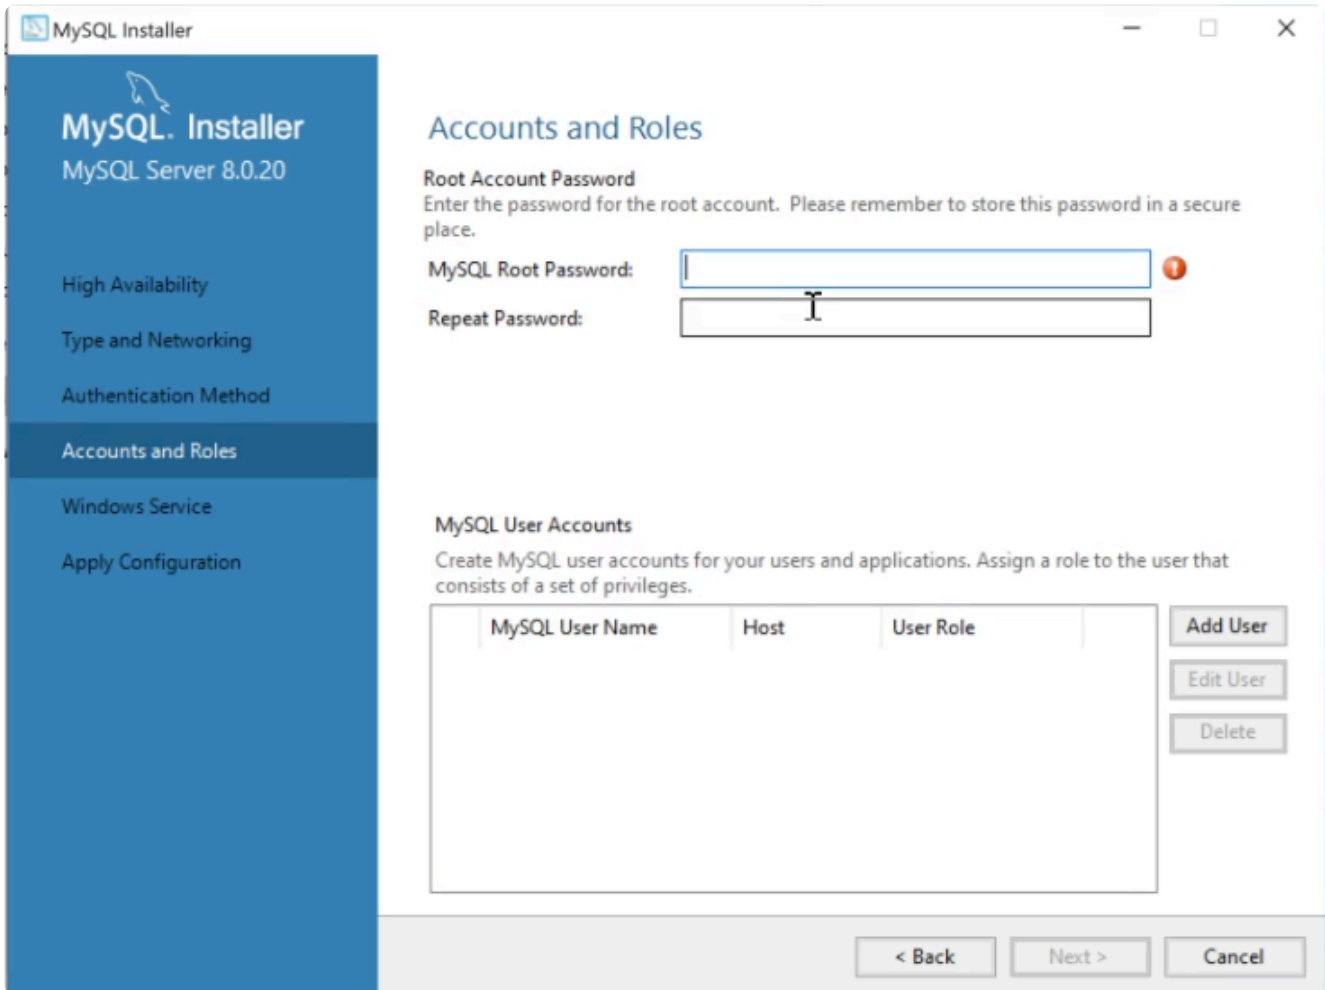 MySQL Installer
MySQL. Installer
MySQL Server 8.0.20
High Availability
Type and Networking
Authentication Method
Accounts and Roles
Windows Service
Apply Configuration
Accounts and Roles
Root Account Password
Enter the password for the root account.  Please remember to store this password in a secure
place.
MySQL Root Password:
Repeat Password:
MySQL User Accounts
Create MySQL user accounts for your users and applications. Assign a role to the user that
consists of a set of privileges.
MySQL User Name Host User Role
Add User
Edit User
Delete
< Back Next > Cancel